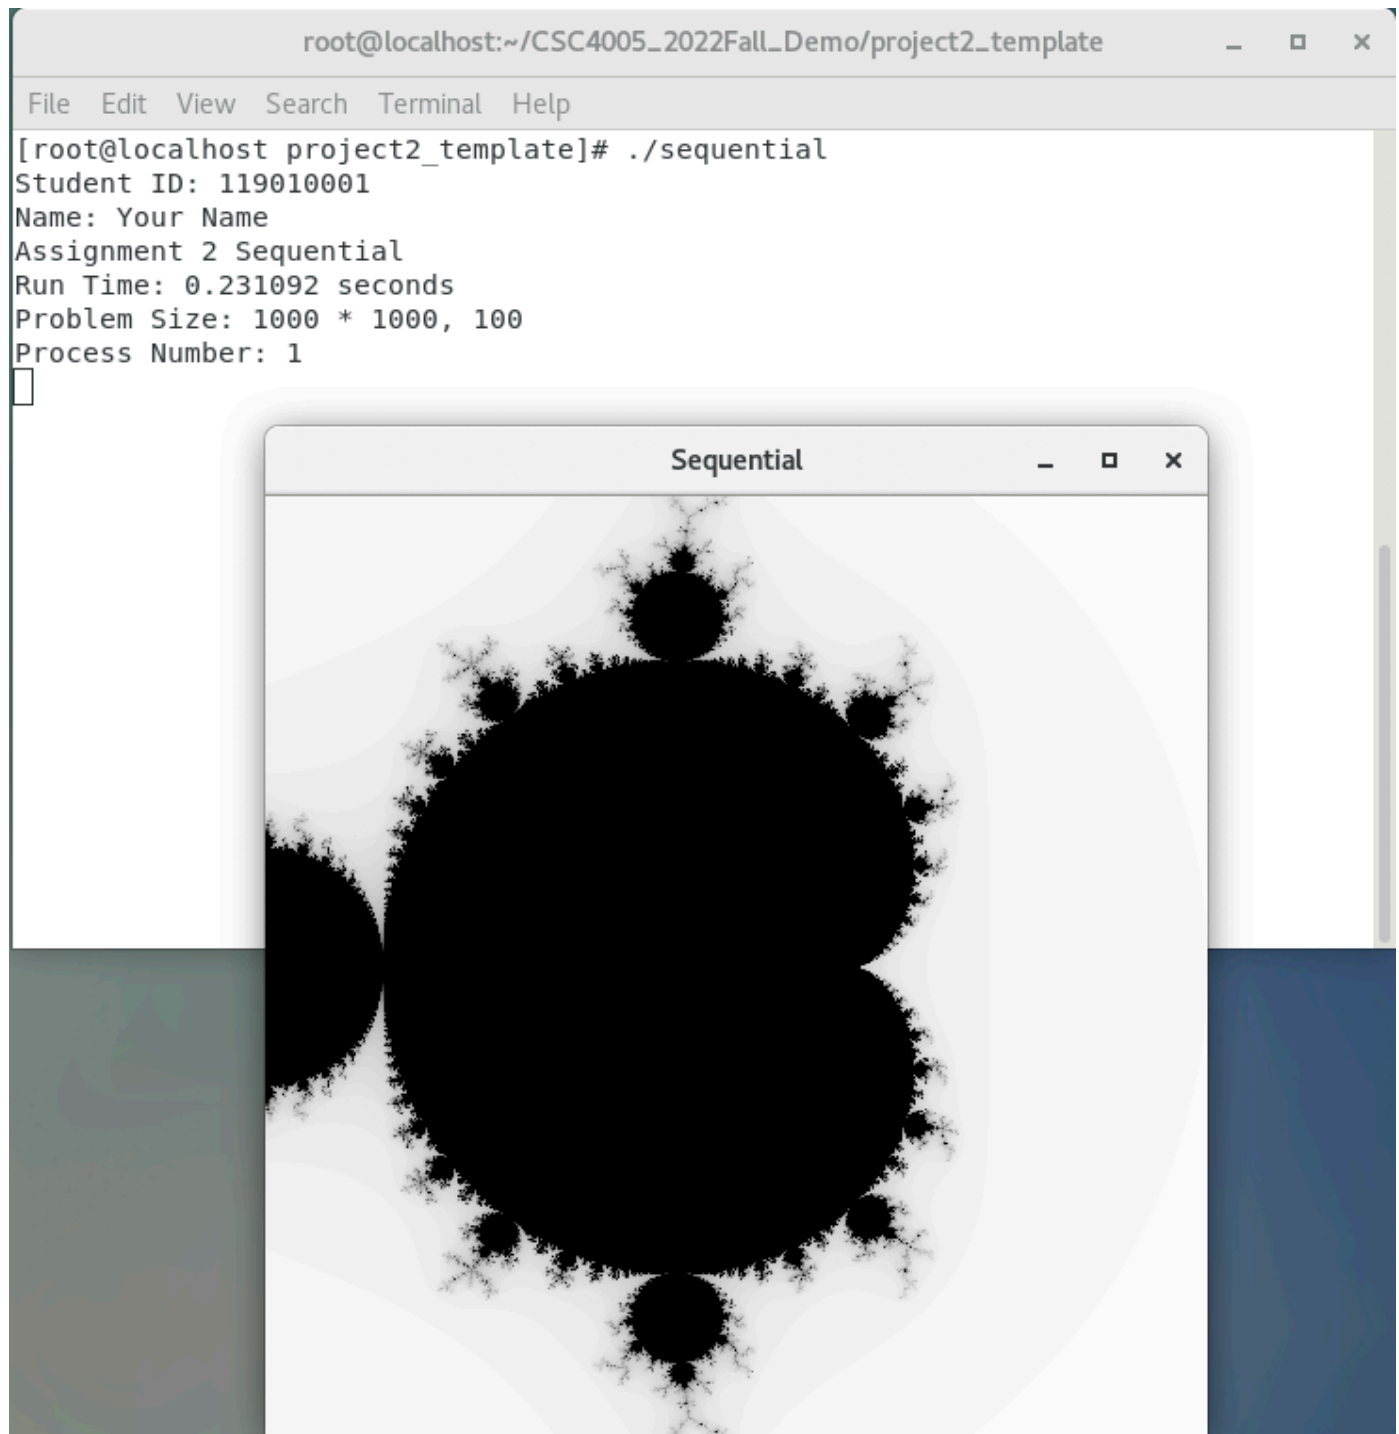 root@localhost:~/CSC4005_2022Fall_Demo/project2_template
File Edit View Search Terminal Help
[root@localhost project2_template]# ./sequential
Student ID: 119010001
Name: Your Name
Assignment 2 Sequential
Run Time: 0.231092 seconds
Problem Size: 1000 * 1000, 100
Process Number: 1
Sequential